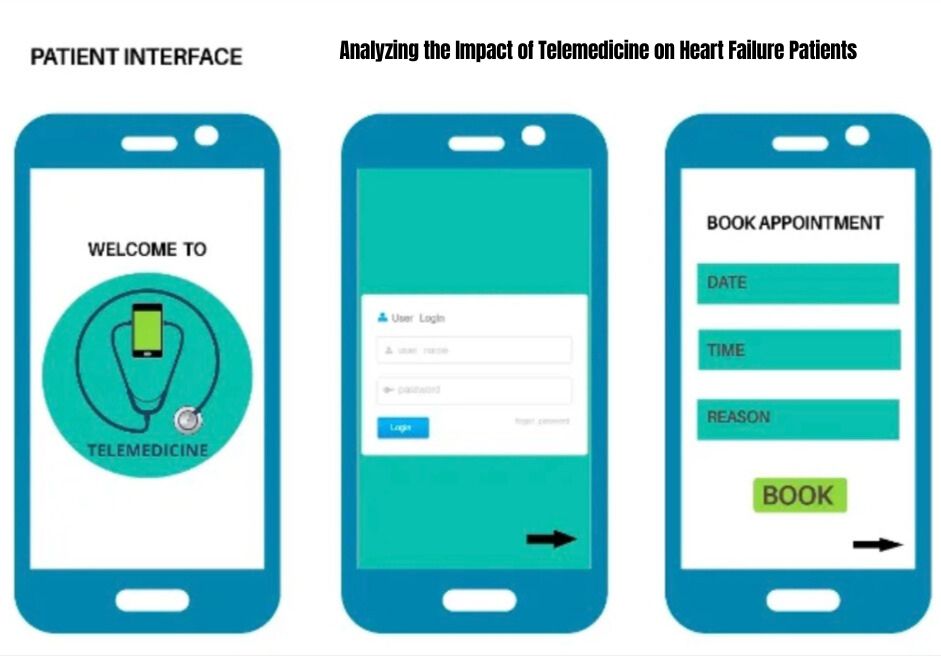 PATIENT INTERFACE
Analyzing the Impact of Telemedicine on Heart Failure Patients
WELCOME TO
TELEMEDICINE
User Login
user name
password
Login
forgot password
BOOK APPOINTMENT
DATE
TIME
REASON
BOOK